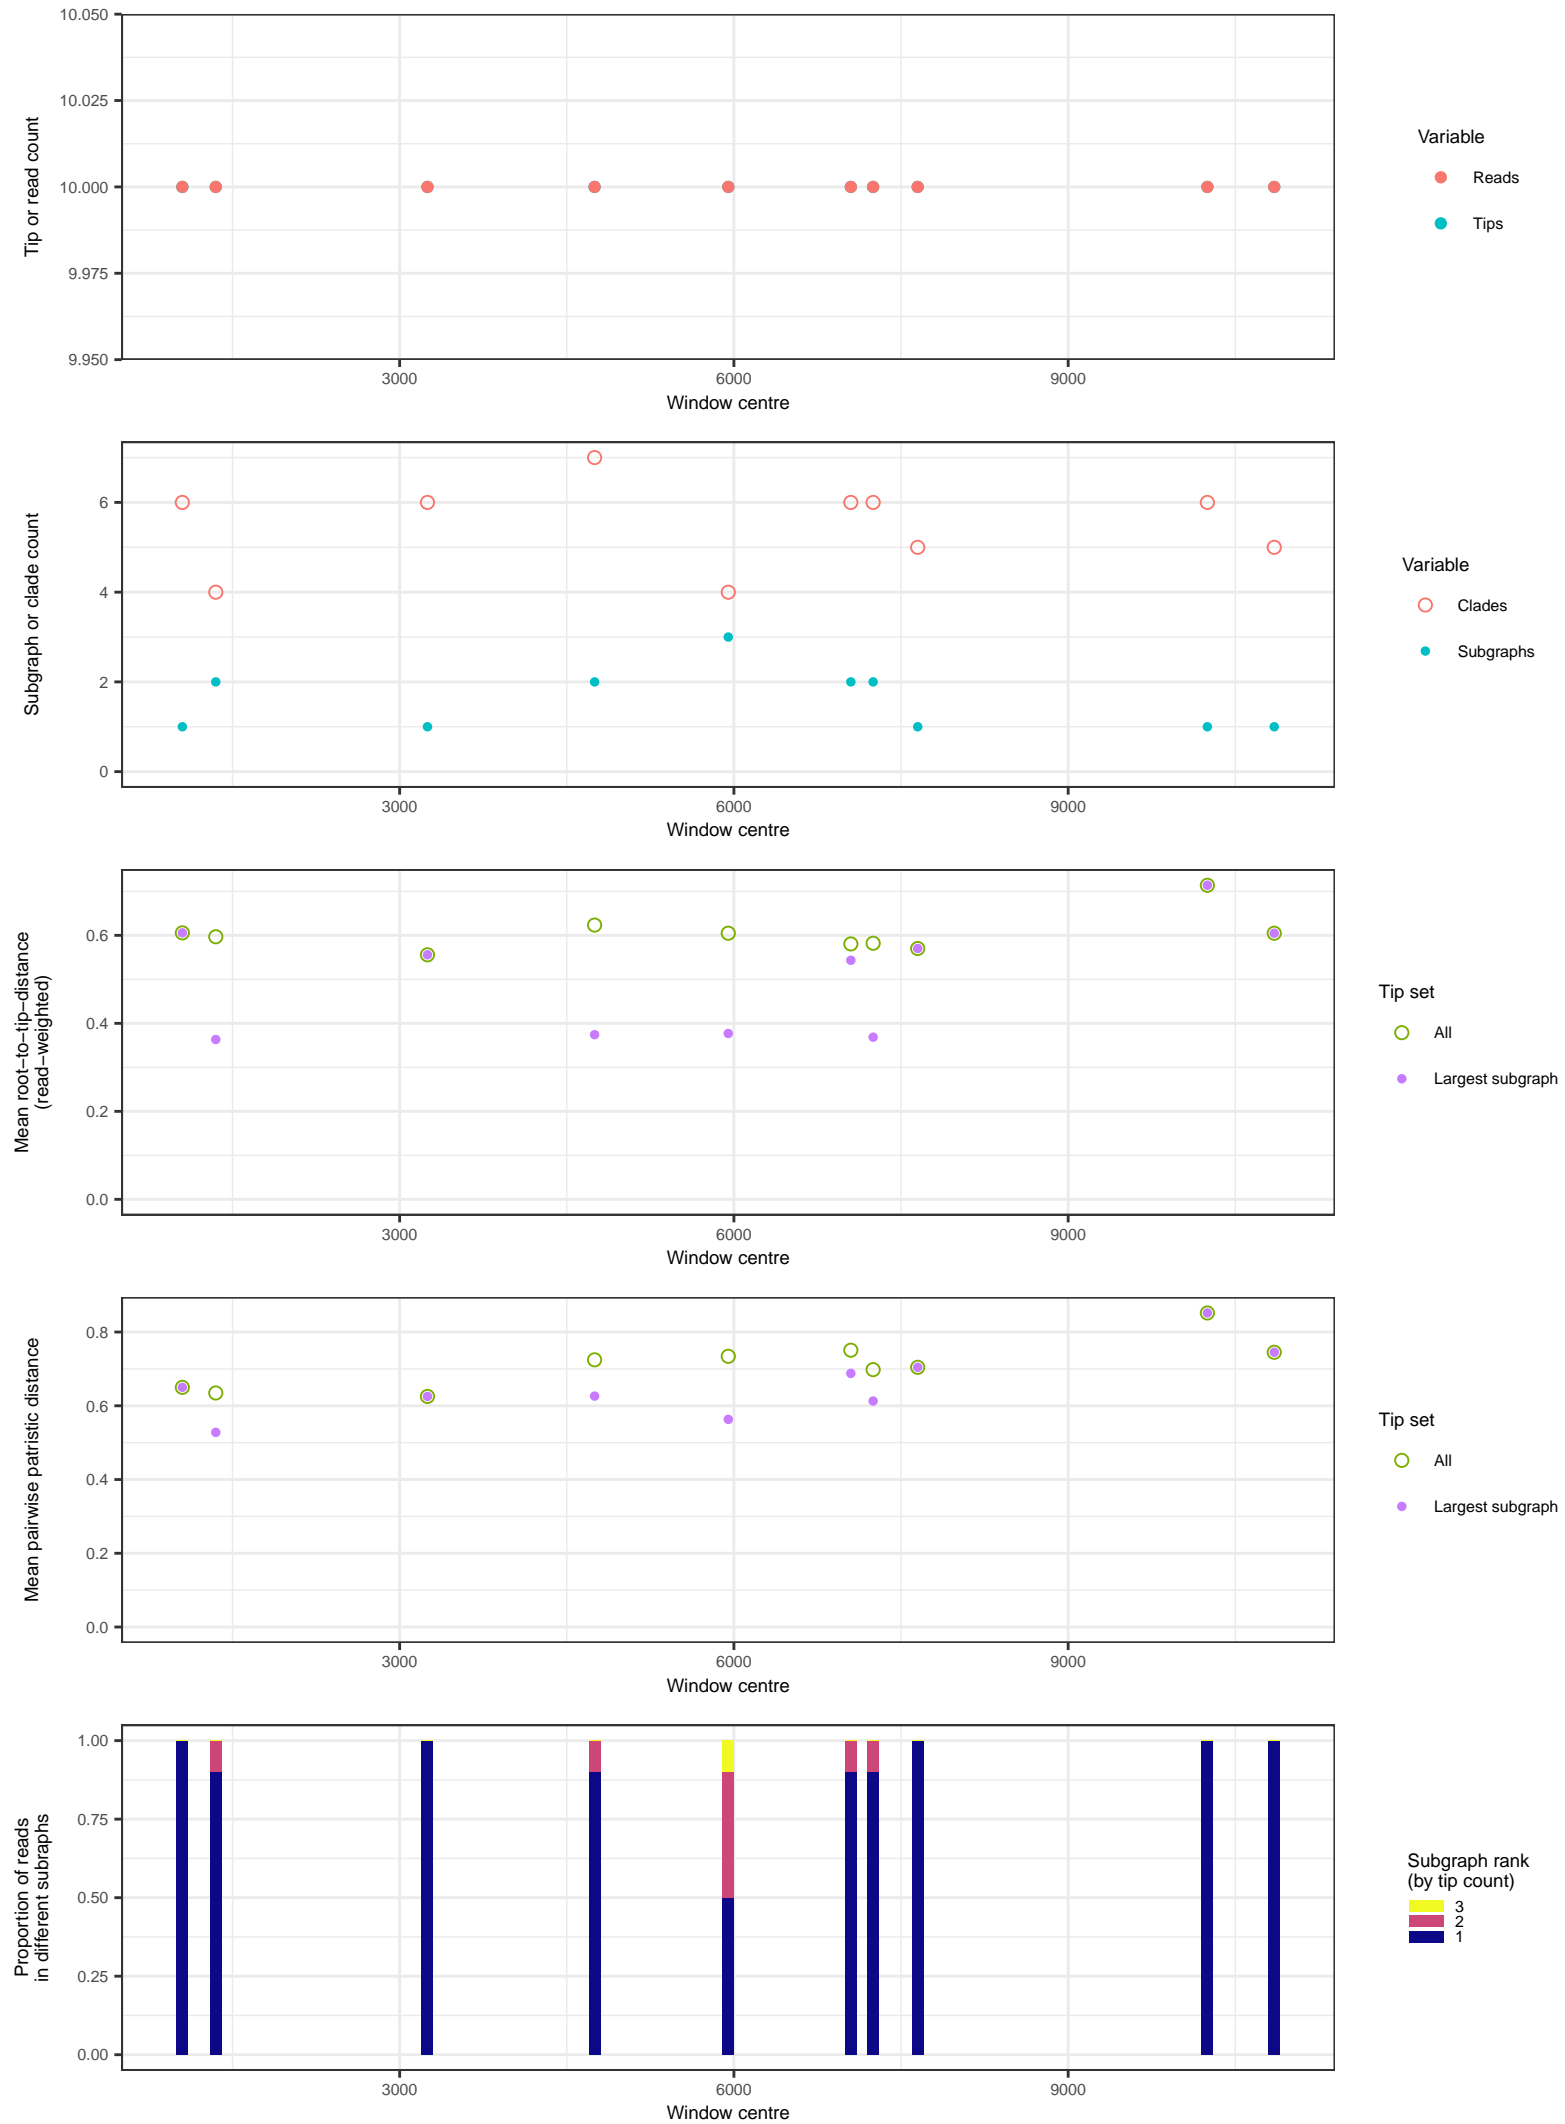 10.050
10.025
10.000
9.975
9.950
Tip or read count
3000 6000 9000
Window centre
Variable
Reads
Tips
6
4
2
0
Subgraph or clade count
3000 6000 9000
Window centre
Variable
Clades
Subgraphs
0.6
0.4
0.2
0.0
Mean root−to−tip−distance
(read−weighted)
3000 6000 9000
Window centre
Tip set
All
Largest subgraph
0.8
0.6
0.4
0.2
0.0
Mean pairwise patristic distance
3000 6000 9000
Window centre
Tip set
All
Largest subgraph
1.00
0.75
0.50
0.25
0.00
Proportion of reads
in different subraphs
3000 6000 9000
Window centre
Subgraph rank
(by tip count)
3
2
1